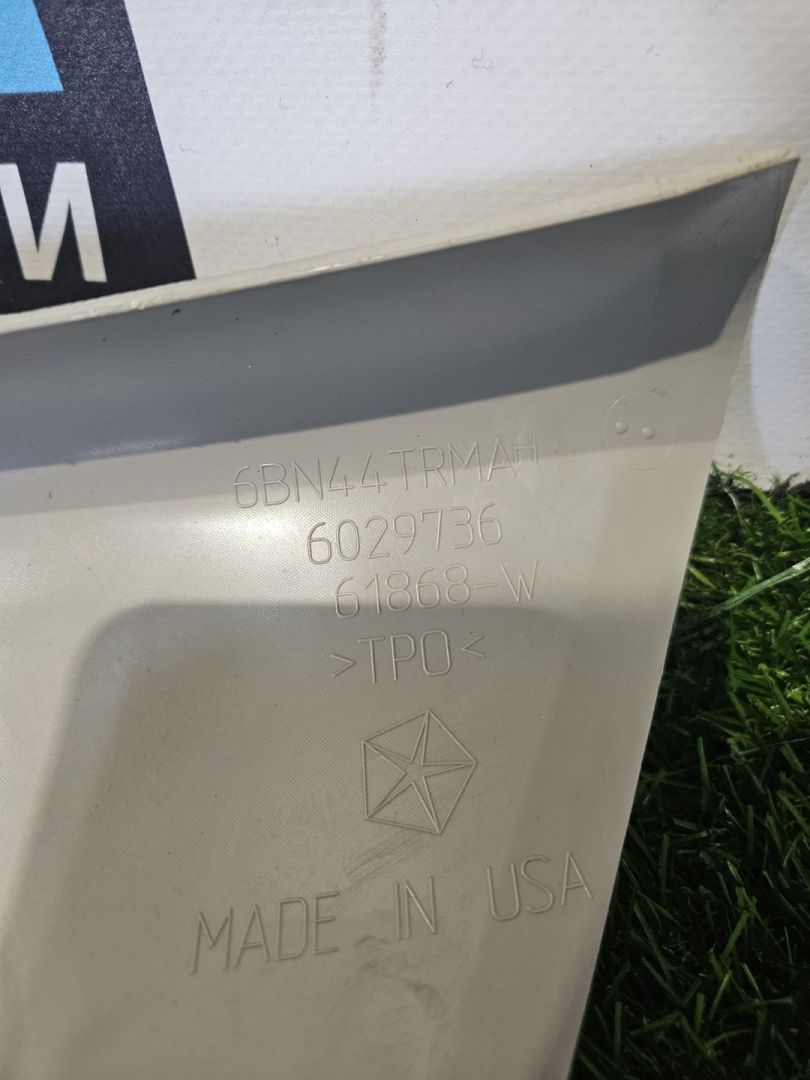 И
6BN44TRMAH
6029736
61868-W
>TPO<
MADE IN USA